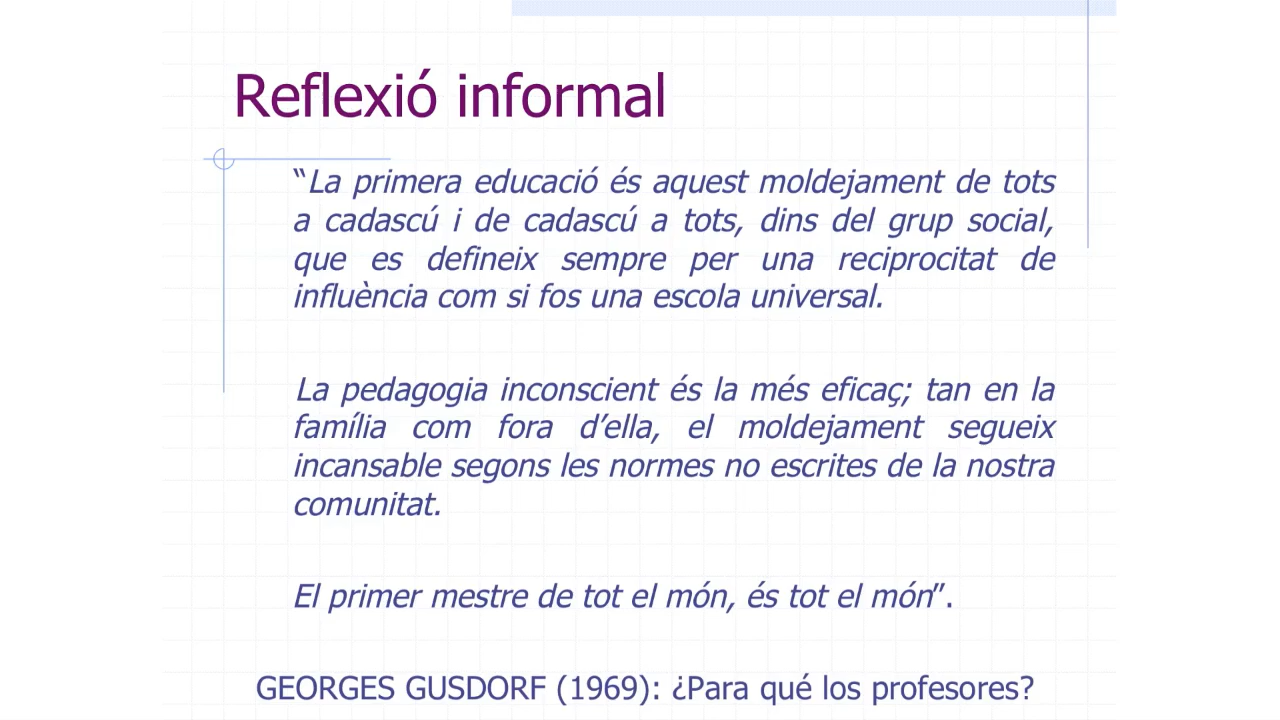 Reflexió informal
“La primera educació és aquest moldejament de tots
a cadascú i de cadascú a tots, dins del grup social,
que es defineix sempre per una reciprocitat de
influència com si fos una escola universal.
La pedagogia inconscient és la més eficaç; tan en la
família com fora d’ella, el moldejament segueix
incansable segons les normes no escrites de la nostra
comunitat.
El primer mestre de tot el món, és tot el món”.
GEORGES GUSDORF (1969): ¿Para qué los profesores?